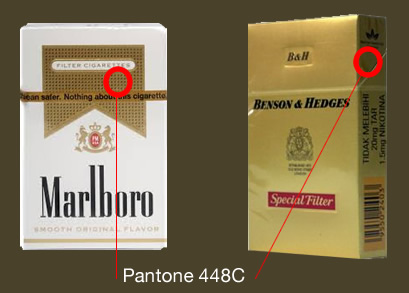 FILTER CIGARETTES
ean safer. Nothing about this cigarette,
Marlboro
SMOOTH ORIGINAL FLAVOR
B&H
BENSON & HEDGES
Special Filter
TIDAK MELEBIHI
20mg TAR
1.5mg NIKOTINA
Pantone 448C